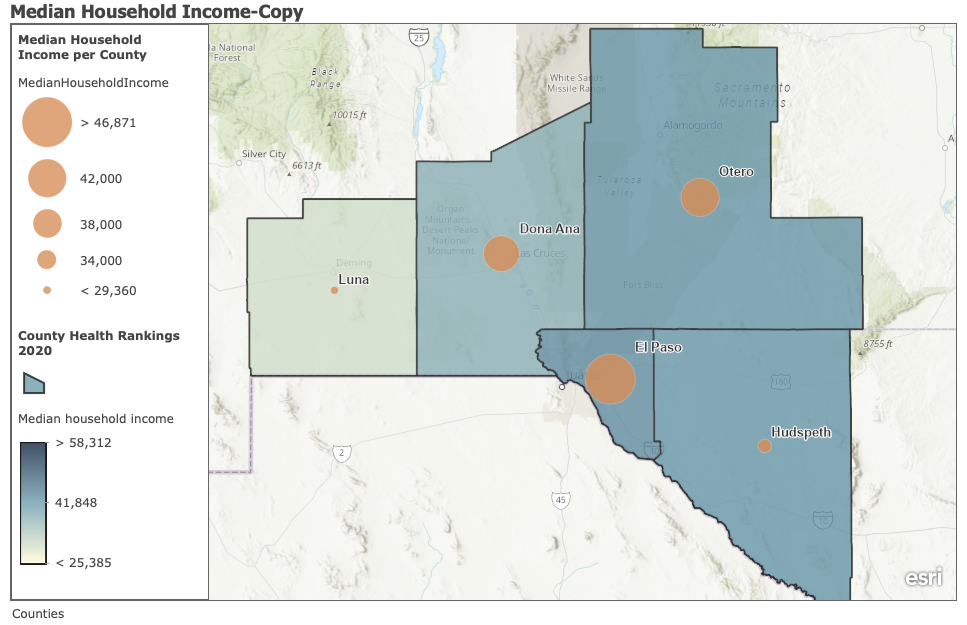 Median Household Income-Copy
Median Household
Income per County
MedianHouseholdIncome
> 46,871
42,000
38,000
34,000
< 29,360
County Health Rankings
2020
Median household income
> 58,312
41,848
< 25,385
25
la National
Forest
Black
Range
10015 ft
Silver City
6613 ft
White Sands
Missile Range
Sacramento
Mountains
Alamogordo
Otero
Tularosa
Valley
Organ
Mountains
Desert Peaks
National
Monument
Dona Ana
Las Cruces
Deming
Luna
Fort Bliss
El Paso
8755 ft
180
Hudspeth
10
2
45
10
A
esri
Counties